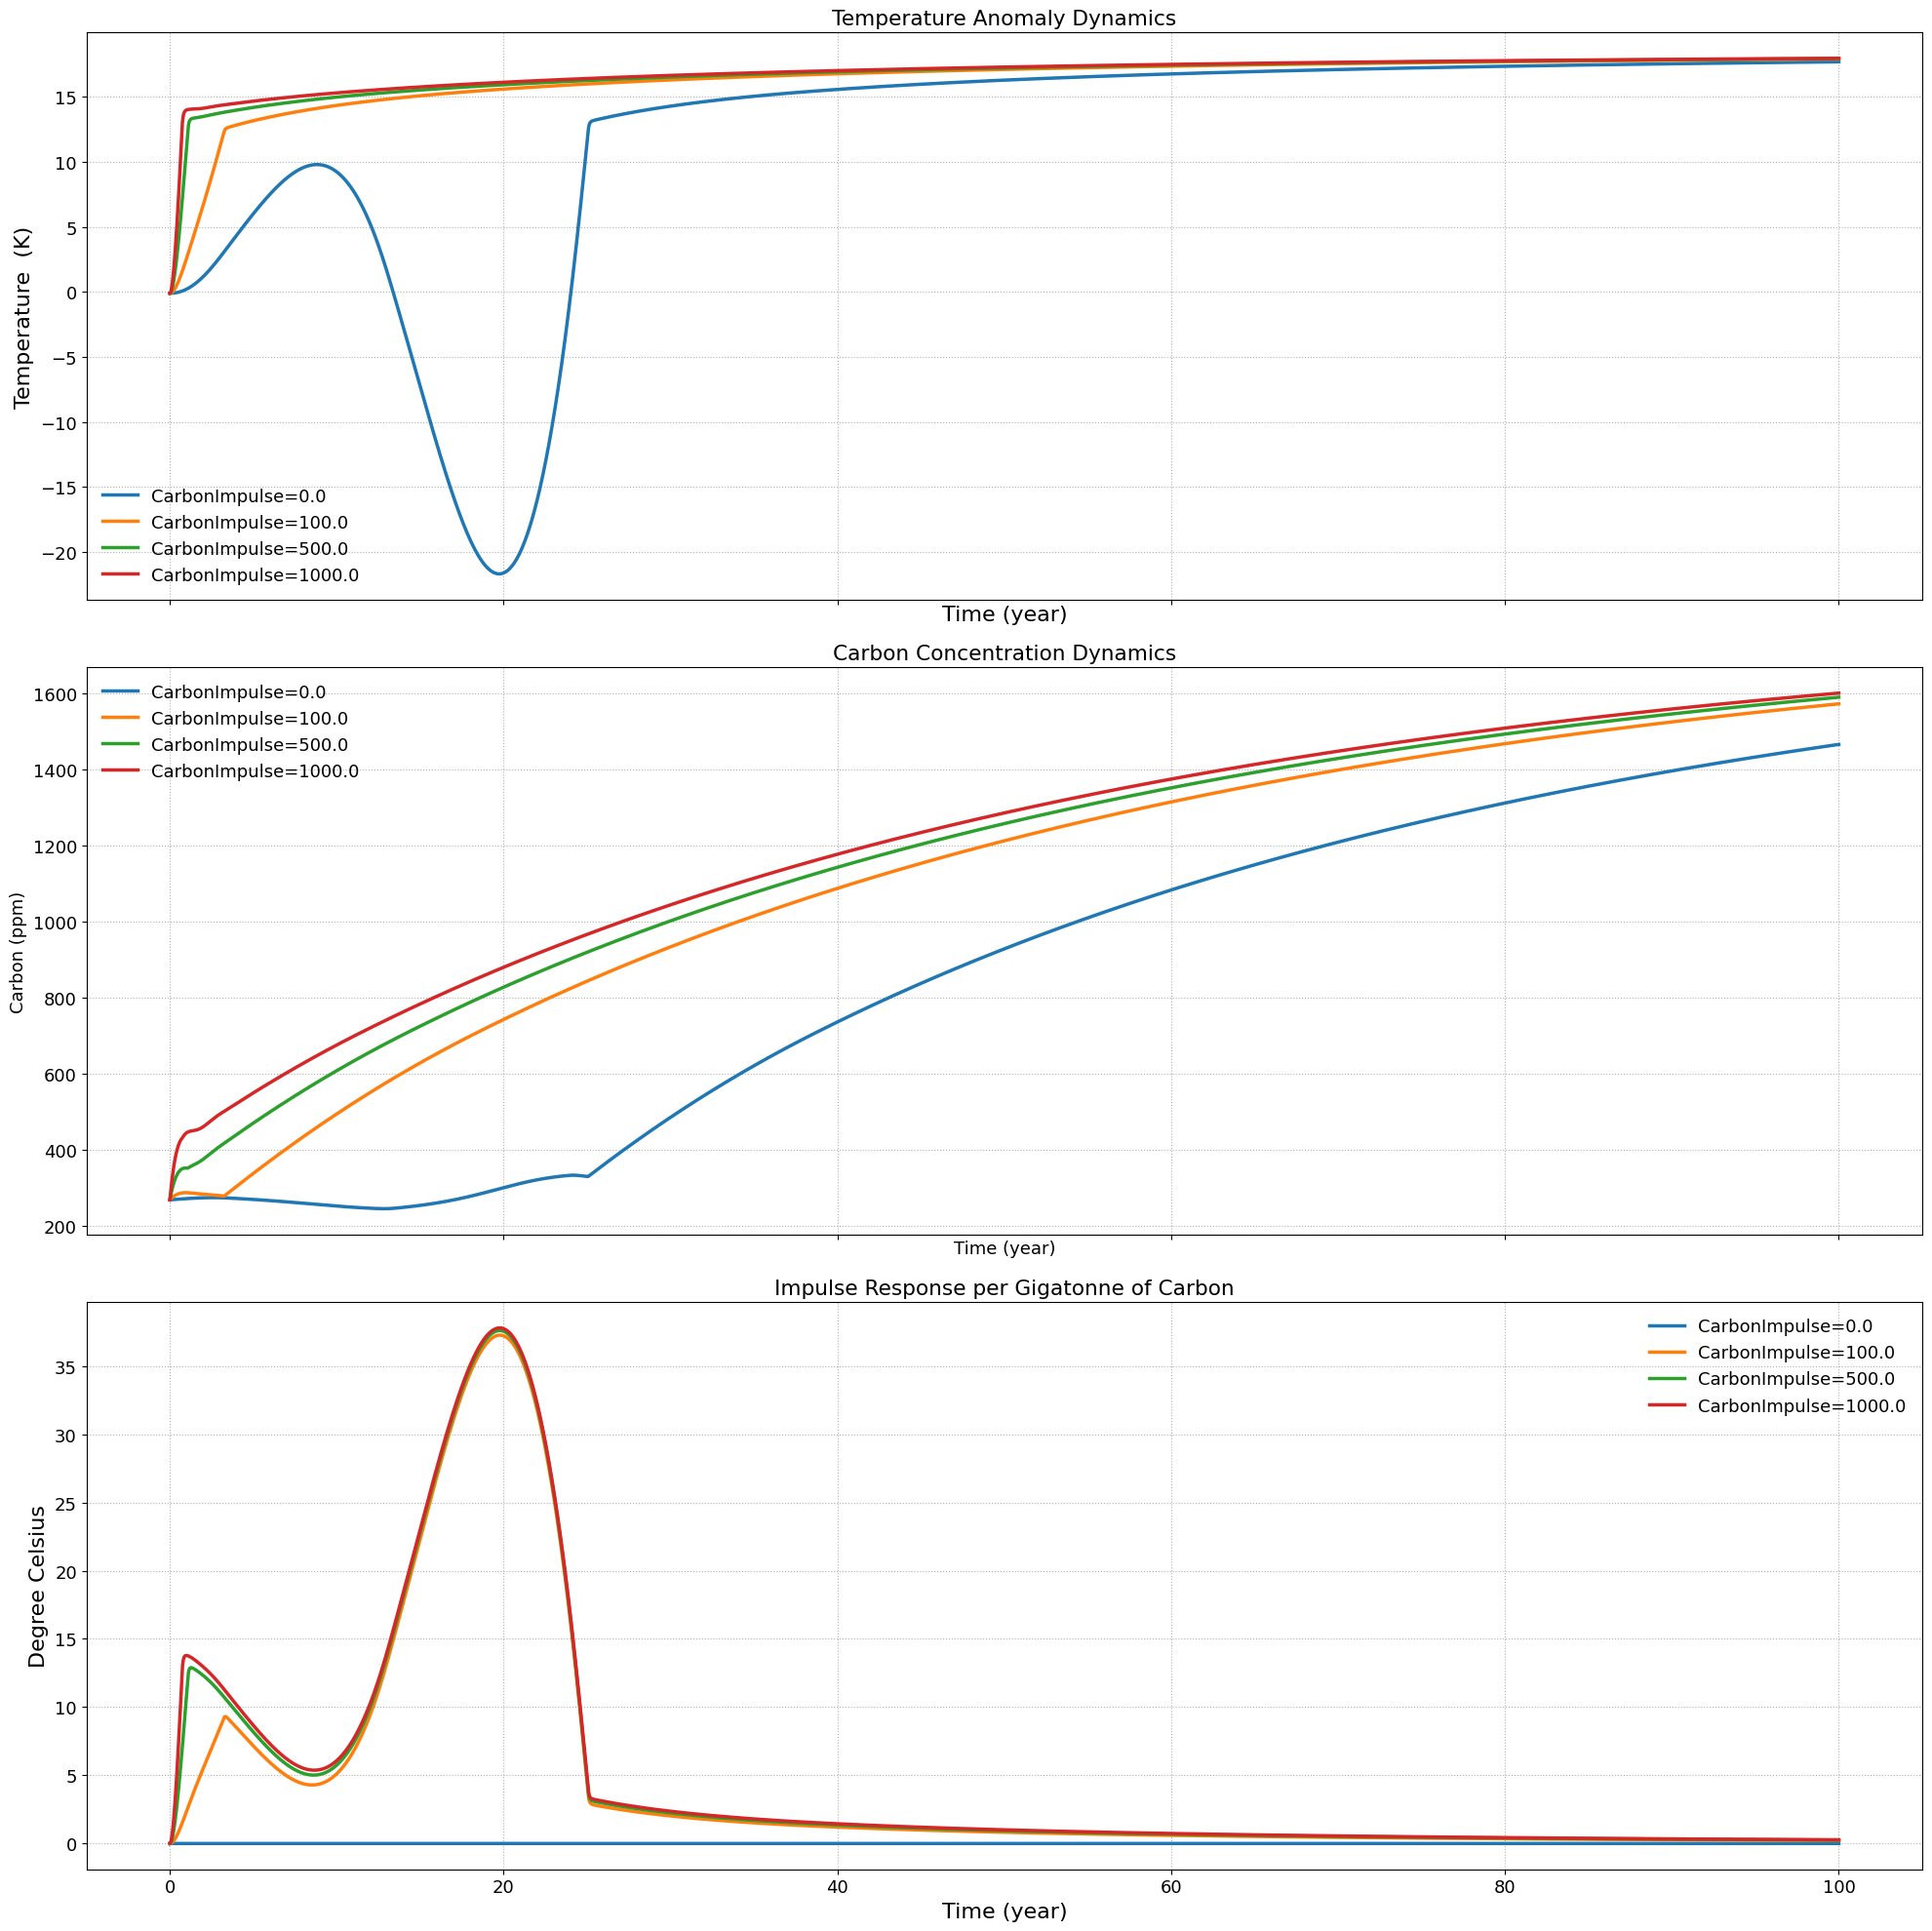 Temperature Anomaly Dynamics
Temperature  (K)
15
10
5
0
−5
−10
−15
−20
CarbonImpulse=0.0
CarbonImpulse=100.0
CarbonImpulse=500.0
CarbonImpulse=1000.0
Time (year)
Carbon Concentration Dynamics
Carbon (ppm)
1600
1400
1200
1000
800
600
400
200
CarbonImpulse=0.0
CarbonImpulse=100.0
CarbonImpulse=500.0
CarbonImpulse=1000.0
Time (year)
Impulse Response per Gigatonne of Carbon
Degree Celsius
35
30
25
20
15
10
5
0
CarbonImpulse=0.0
CarbonImpulse=100.0
CarbonImpulse=500.0
CarbonImpulse=1000.0
0 20 40 60 80 100
Time (year)